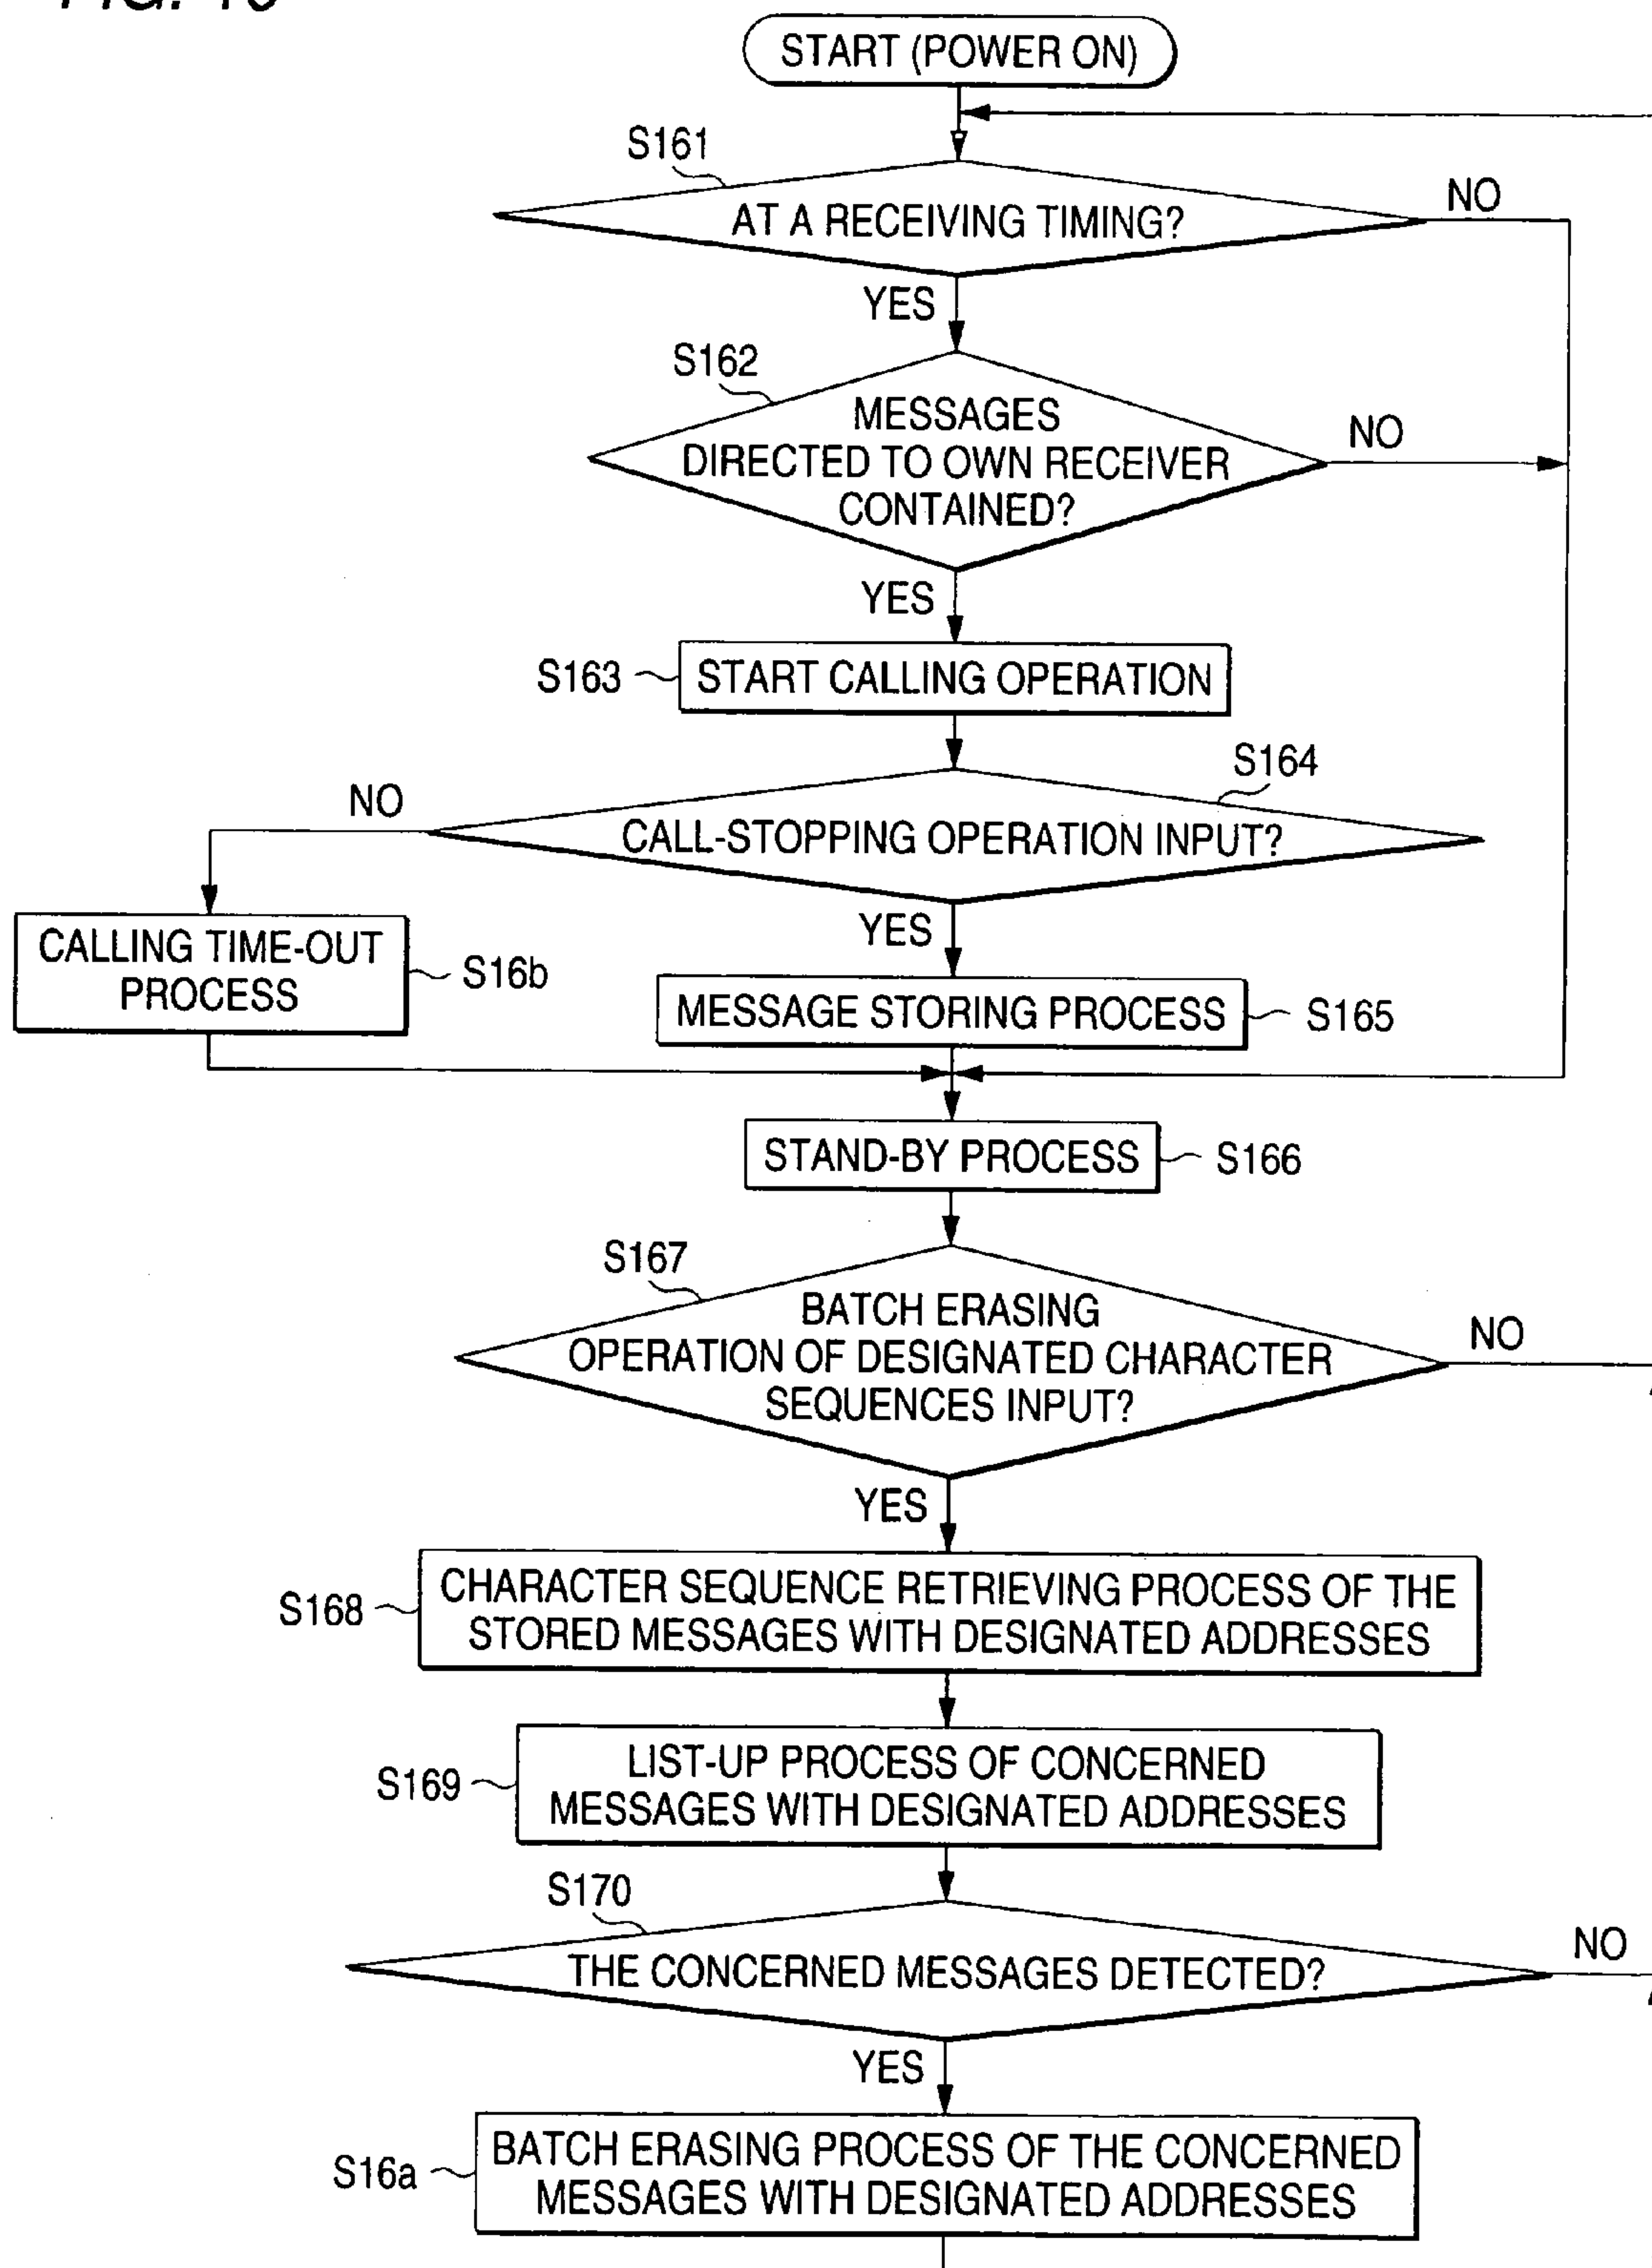 START (POWER ON)
S161
AT A RECEIVING TIMING?
NO
YES
S162
MESSAGES
DIRECTED TO OWN RECEIVER
CONTAINED?
NO
YES
S163
START CALLING OPERATION
S164
NO
CALL-STOPPING OPERATION INPUT?
YES
CALLING TIME-OUT
PROCESS
S16b
MESSAGE STORING PROCESS
S165
STAND-BY PROCESS
S166
S167
BATCH ERASING
OPERATION OF DESIGNATED CHARACTER
SEQUENCES INPUT?
NO
YES
S168
CHARACTER SEQUENCE RETRIEVING PROCESS OF THE
STORED MESSAGES WITH DESIGNATED ADDRESSES
S169
LIST-UP PROCESS OF CONCERNED
MESSAGES WITH DESIGNATED ADDRESSES
S170
THE CONCERNED MESSAGES DETECTED?
NO
YES
S16a
BATCH ERASING PROCESS OF THE CONCERNED
MESSAGES WITH DESIGNATED ADDRESSES